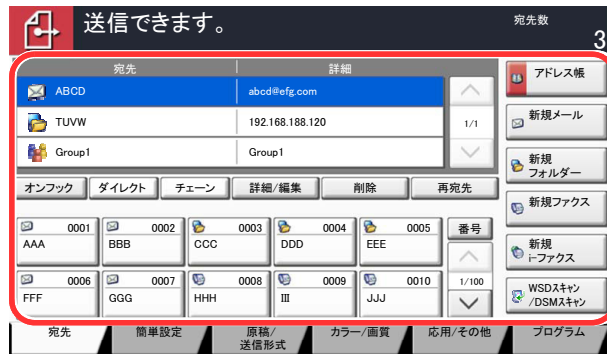 送信できます。
宛先数
3
宛先 詳細
ABCD abcd@efg.com
TUVW 192.168.188.120
1/1
Group1 Group1
オンフック ダイレクト チェーン 詳細/編集 削除 再宛先
0001 0002 0003 0004 0005 番号
AAA BBB CCC DDD EEE
0006 0007 0008 0009 0010 1/100
FFF GGG HHH III JJJ
アドレス帳
新規メール
新規
フォルダー
新規ファクス
新規
i-ファクス
WSDスキャン
/DSMスキャン
宛先 簡単設定 原稿/
送信形式 カラー/画質 応用/その他 プログラム